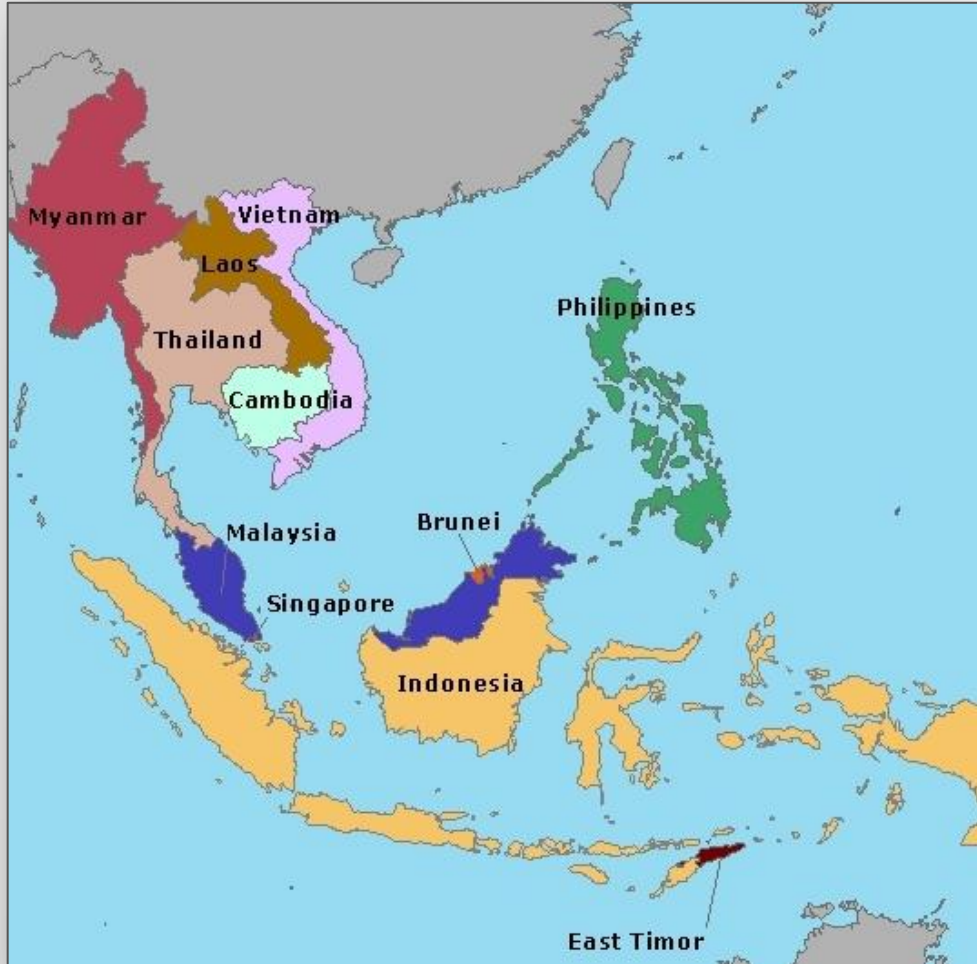 Myanmar
Vietnam
Laos
Thailand
Cambodia
Philippines
Malaysia
Brunei
Singapore
Indonesia
East Timor